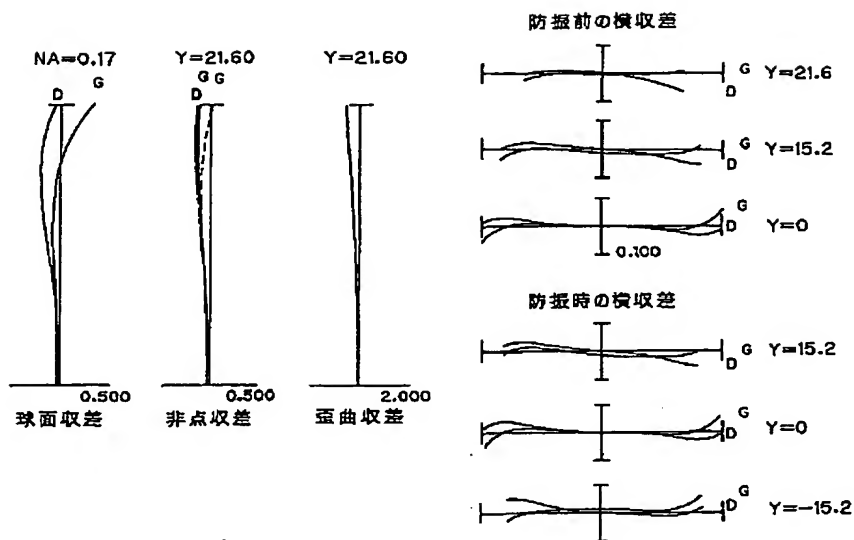 NA=0.17
D
G
0.500
球面収差
Y=21.60
G G
D
0.500
非点収差
Y=21.60
2.000
歪曲収差
防振前の横収差
G
D
Y=21.6
G
D
Y=15.2
G
D
Y=0
0.100
防振時の横収差
G
D
Y=15.2
G
D
Y=0
G
D
Y=-15.2